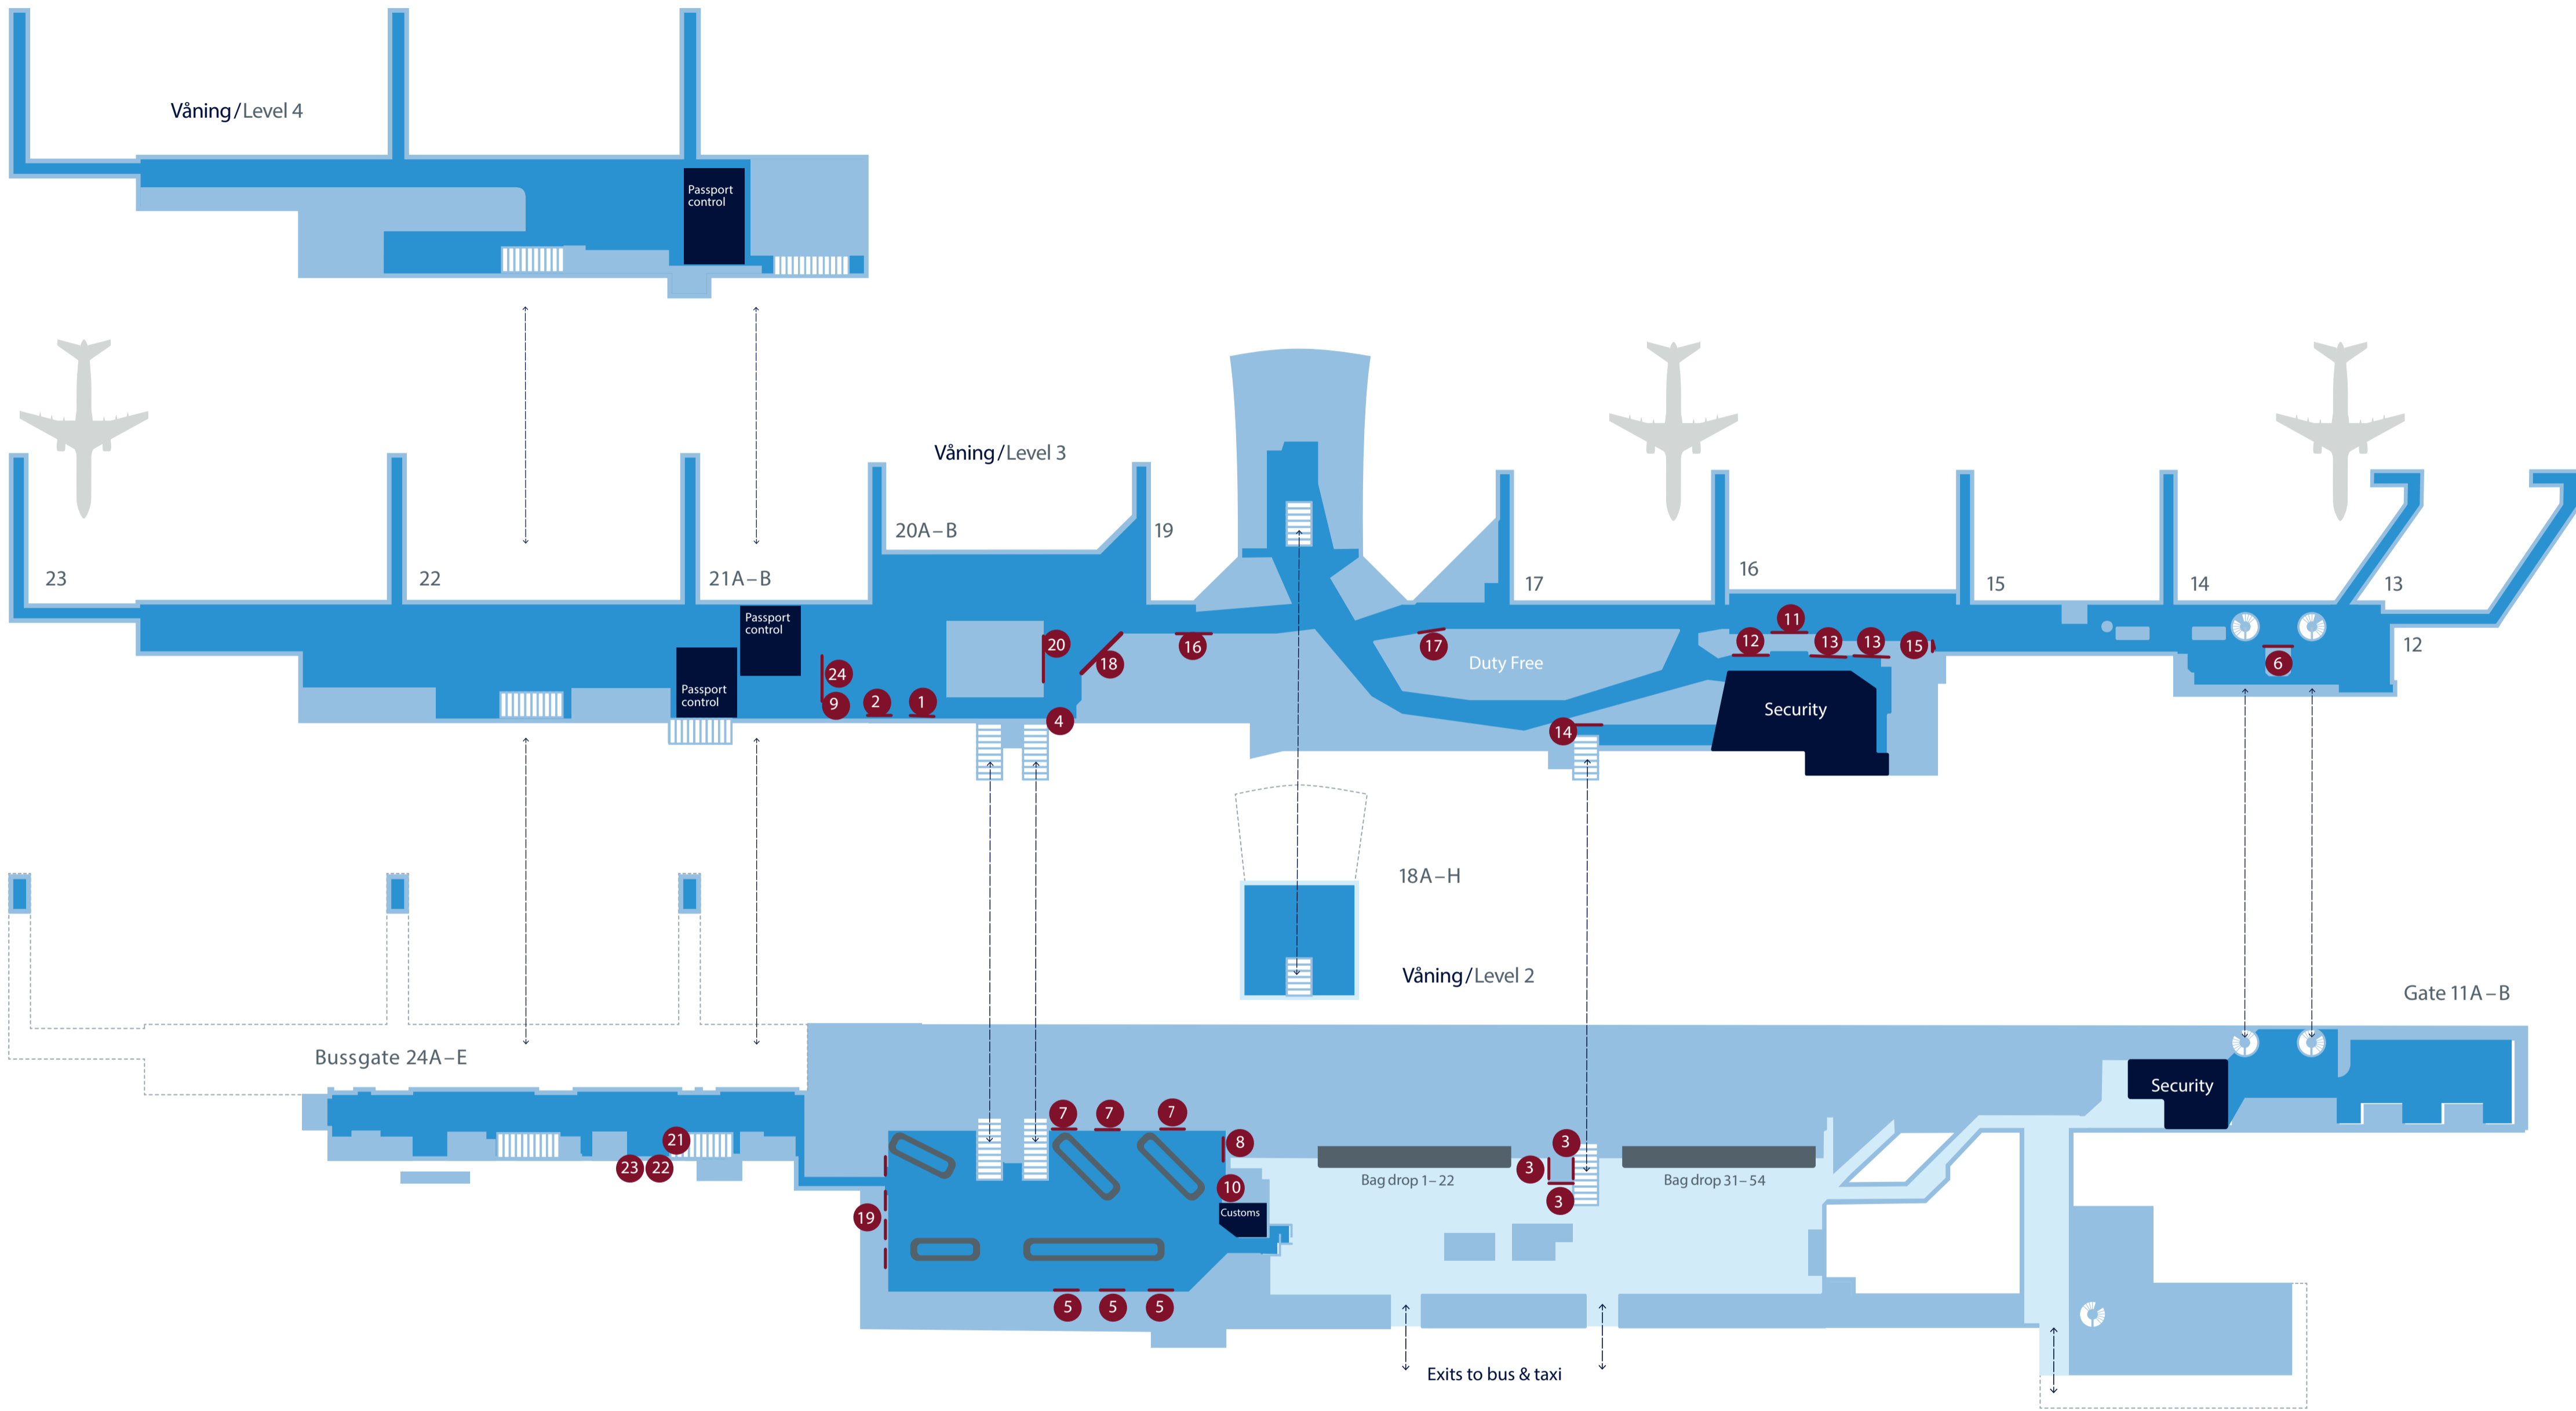 Våning/Level 4
Passport
control
Våning/Level 3
20A–B
19
23
22
21A–B
17
16
15
14
13
12
Passport
control
Passport
control
24
9
2
1
20
18
4
16
17
Duty Free
11
12
13
13
15
6
Security
14
18A–H
Våning/Level 2
Gate 11A–B
Bussgate 24A–E
Security
21
23
22
7
7
7
8
10
Customs
19
5
5
5
Bag drop 1–22
3
3
3
Bag drop 31–54
Exits to bus & taxi